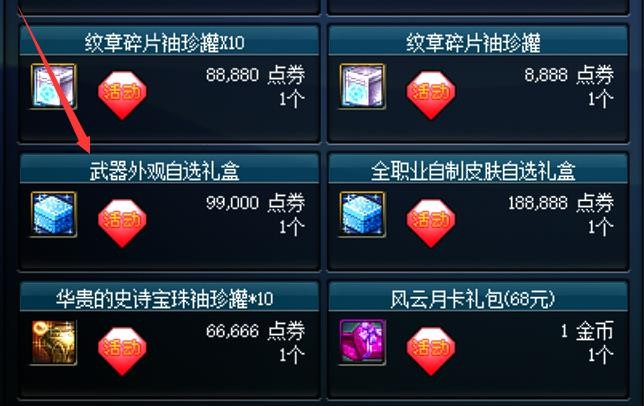 纹章碎片袖珍罐X10
88,880 点券
活动
1个
纹章碎片袖珍罐
8,888 点券
活动
1个
武器外观自选礼盒
99,000 点券
活动
1个
全职业自制皮肤自选礼盒
188,888 点券
活动
1个
华贵的史诗宝珠袖珍罐*10
66,666 点券
活动
1个
风云月卡礼包(68元)
1 金币
活动
1个